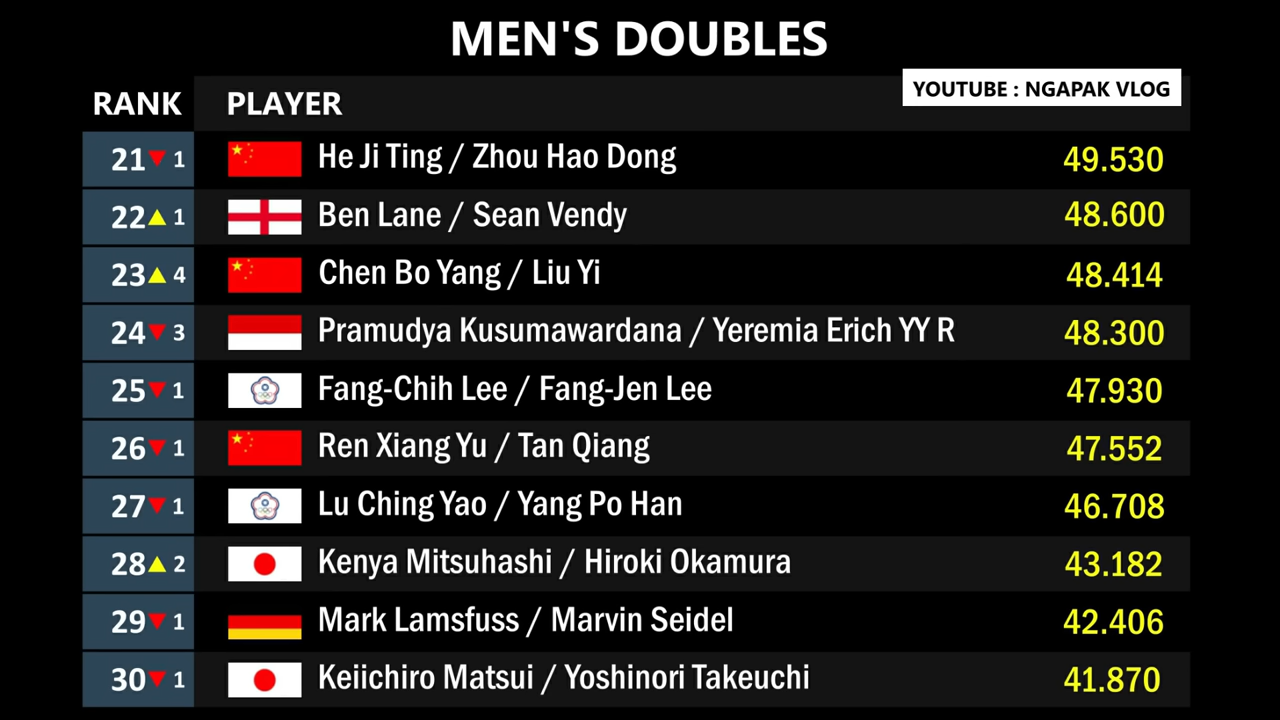 MEN'S DOUBLES
YOUTUBE : NGAPAK VLOG
RANK PLAYER
21 ▼ 1 He Ji Ting / Zhou Hao Dong 49.530
22 ▲ 1 Ben Lane / Sean Vendy 48.600
23 ▲ 4 Chen Bo Yang / Liu Yi 48.414
24 ▼ 3 Pramudya Kusumawardana / Yeremia Erich YY R 48.300
25 ▼ 1 Fang-Chih Lee / Fang-Jen Lee 47.930
26 ▼ 1 Ren Xiang Yu / Tan Qiang 47.552
27 ▼ 1 Lu Ching Yao / Yang Po Han 46.708
28 ▲ 2 Kenya Mitsuhashi / Hiroki Okamura 43.182
29 ▼ 1 Mark Lamsfuss / Marvin Seidel 42.406
30 ▼ 1 Keiichiro Matsui / Yoshinori Takeuchi 41.870